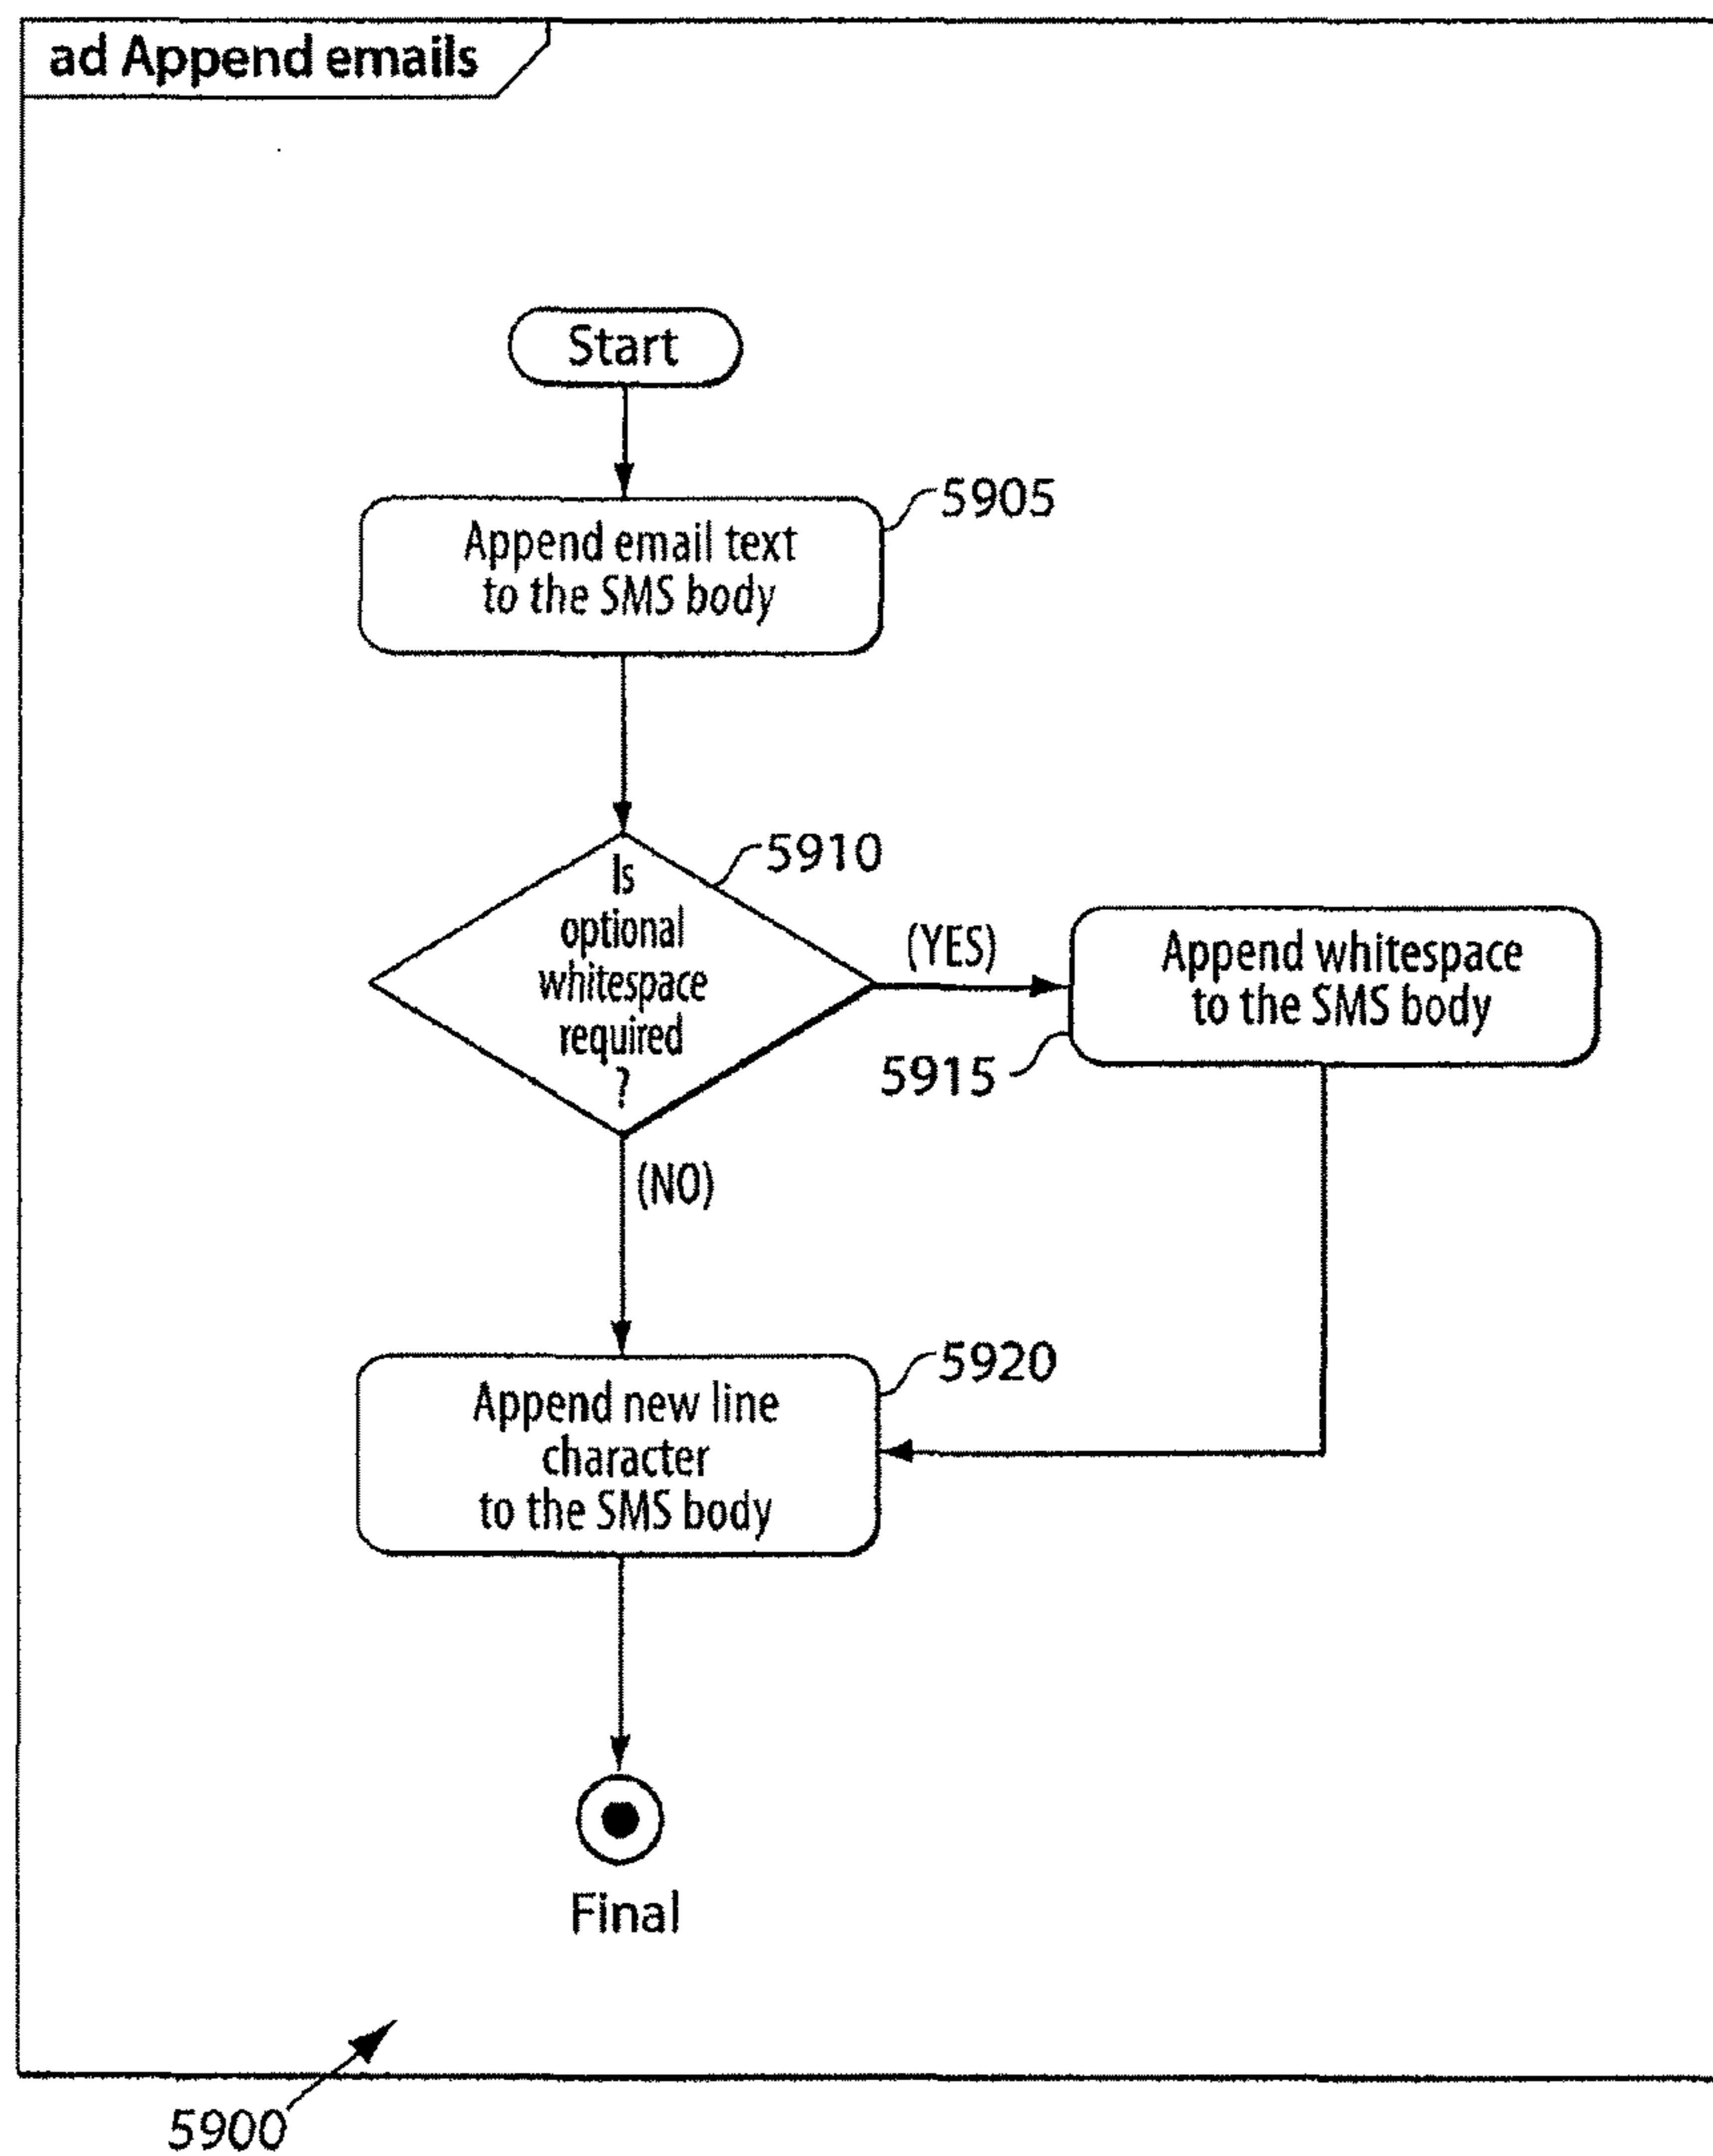 ad Append emails
Start
5905
Append email text
to the SMS body
5910
Is
optional
whitespace
required
?
(YES)
Append whitespace
to the SMS body
5915
(NO)
5920
Append new line
character
to the SMS body
Final
5900